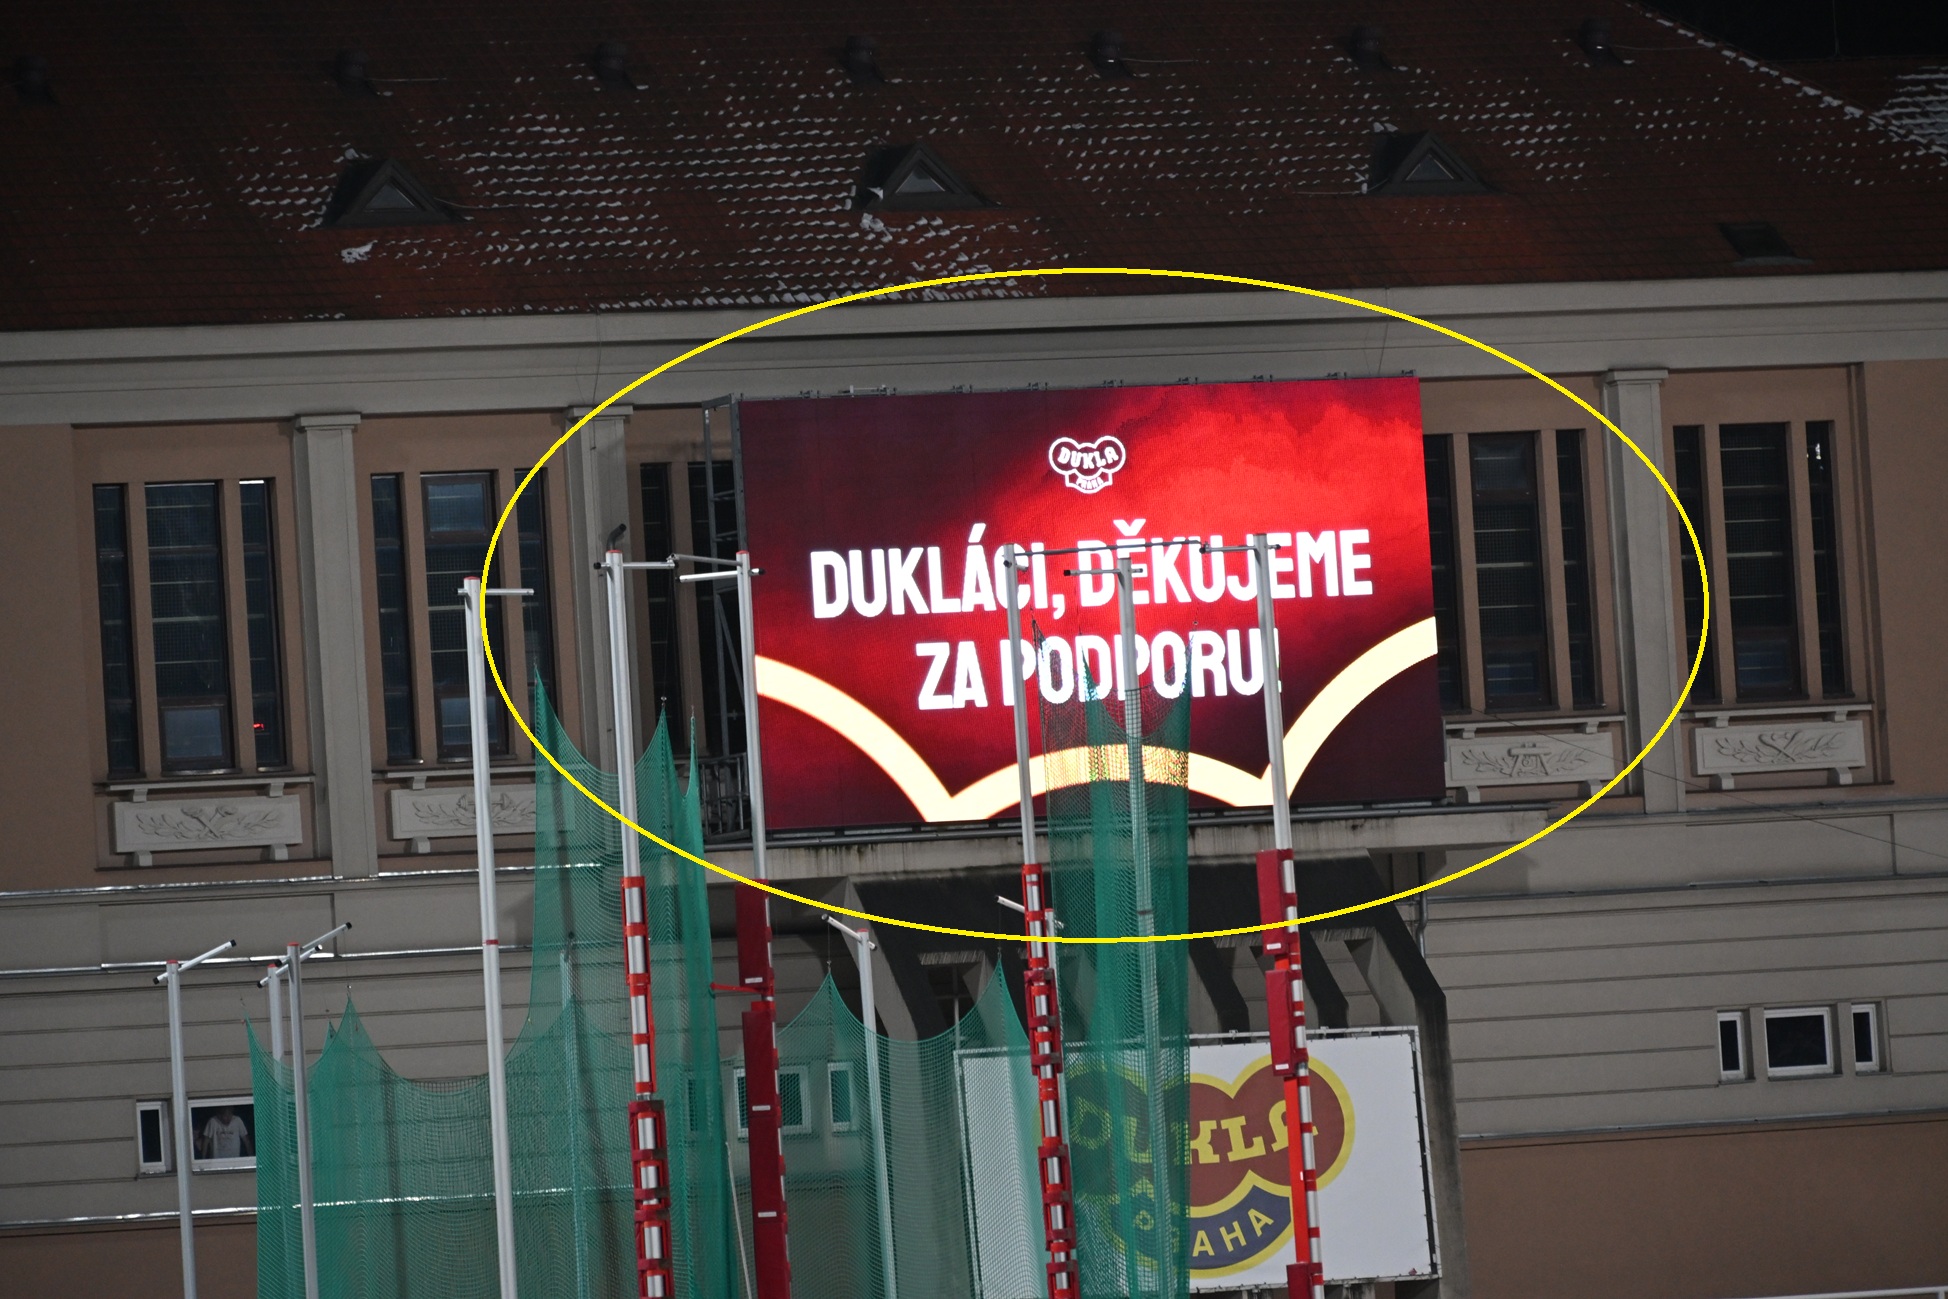 DUKLA
PRAHA
DUKLÁCI, DĚKUJEME
ZA PODPORU!
DUKLA
PRAHA